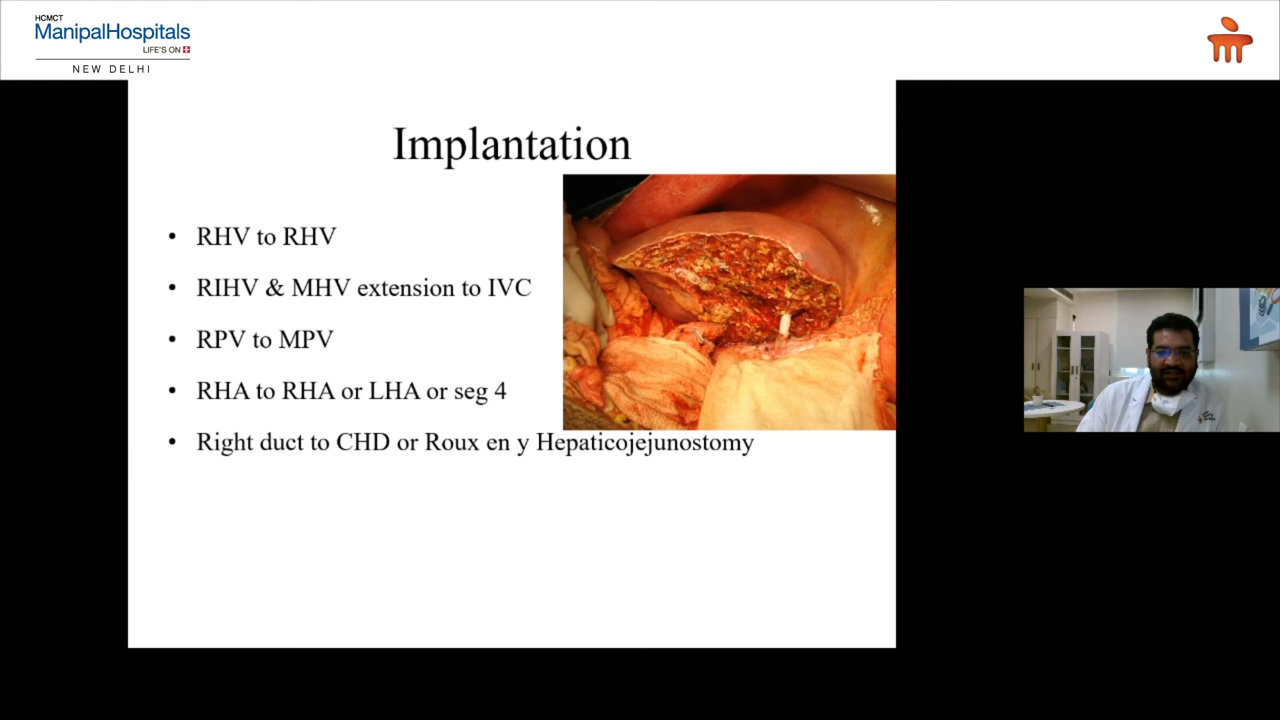 HCMCT
ManipalHospitals
LIFE'S ON
NEW DELHI
Implantation
• RHV to RHV
• RIHV & MHV extension to IVC
• RPV to MPV
• RHA to RHA or LHA or seg 4
• Right duct to CHD or Roux en y Hepaticojejunostomy